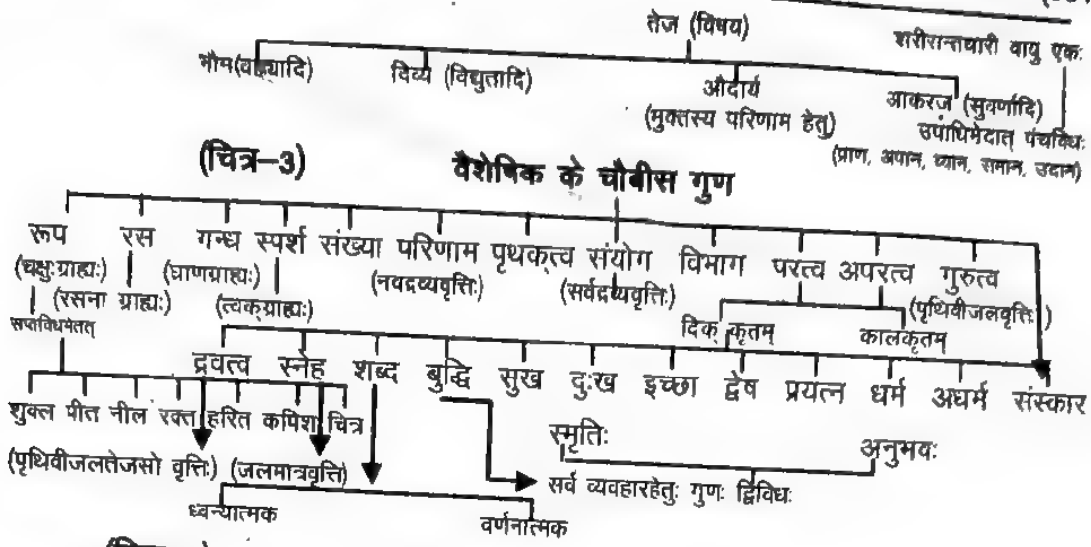 तेज (विषय)
शरीरान्तचारी वायु एकः
भौम(वह्न्यादि) दिव्य (विद्युतादि) औदार्य आकरज (सुवर्णादि)
(मुक्तस्य परिणाम हेतु) उपाधिभेदात् पंचविधः
(प्राण, अपान, ध्यान, समान, उदान)
(चित्र–3) वैशेषिक के चौबीस गुण
रूप रस गन्ध स्पर्श संख्या परिणाम पृथकत्व संयोग विभाग परत्व अपरत्व गुरुत्व
(चक्षुःग्राह्यः) (घाणग्राह्यः) (नवद्रव्यवृत्तिः) (सर्वद्रव्यवृत्तिः)
(रसना ग्राह्यः) (त्वक्ग्राह्यः) (पृथिवीजलवृत्तिः)
सप्तविधमेतत् दिक् कृतम् कालकृतम्
द्रवत्व स्नेह शब्द बुद्धि सुख दुःख इच्छा द्वेष प्रयत्न धर्म अधर्म संस्कार
शुक्ल पीत नील रक्त हरित कपिश चित्र
स्मृतिः अनुभवः
(पृथिवीजलतेजसो वृत्तिः) (जलमात्रवृत्ति) सर्व व्यवहारहेतुः गुणः द्विविधः
ध्वन्यात्मक वर्णनात्मक